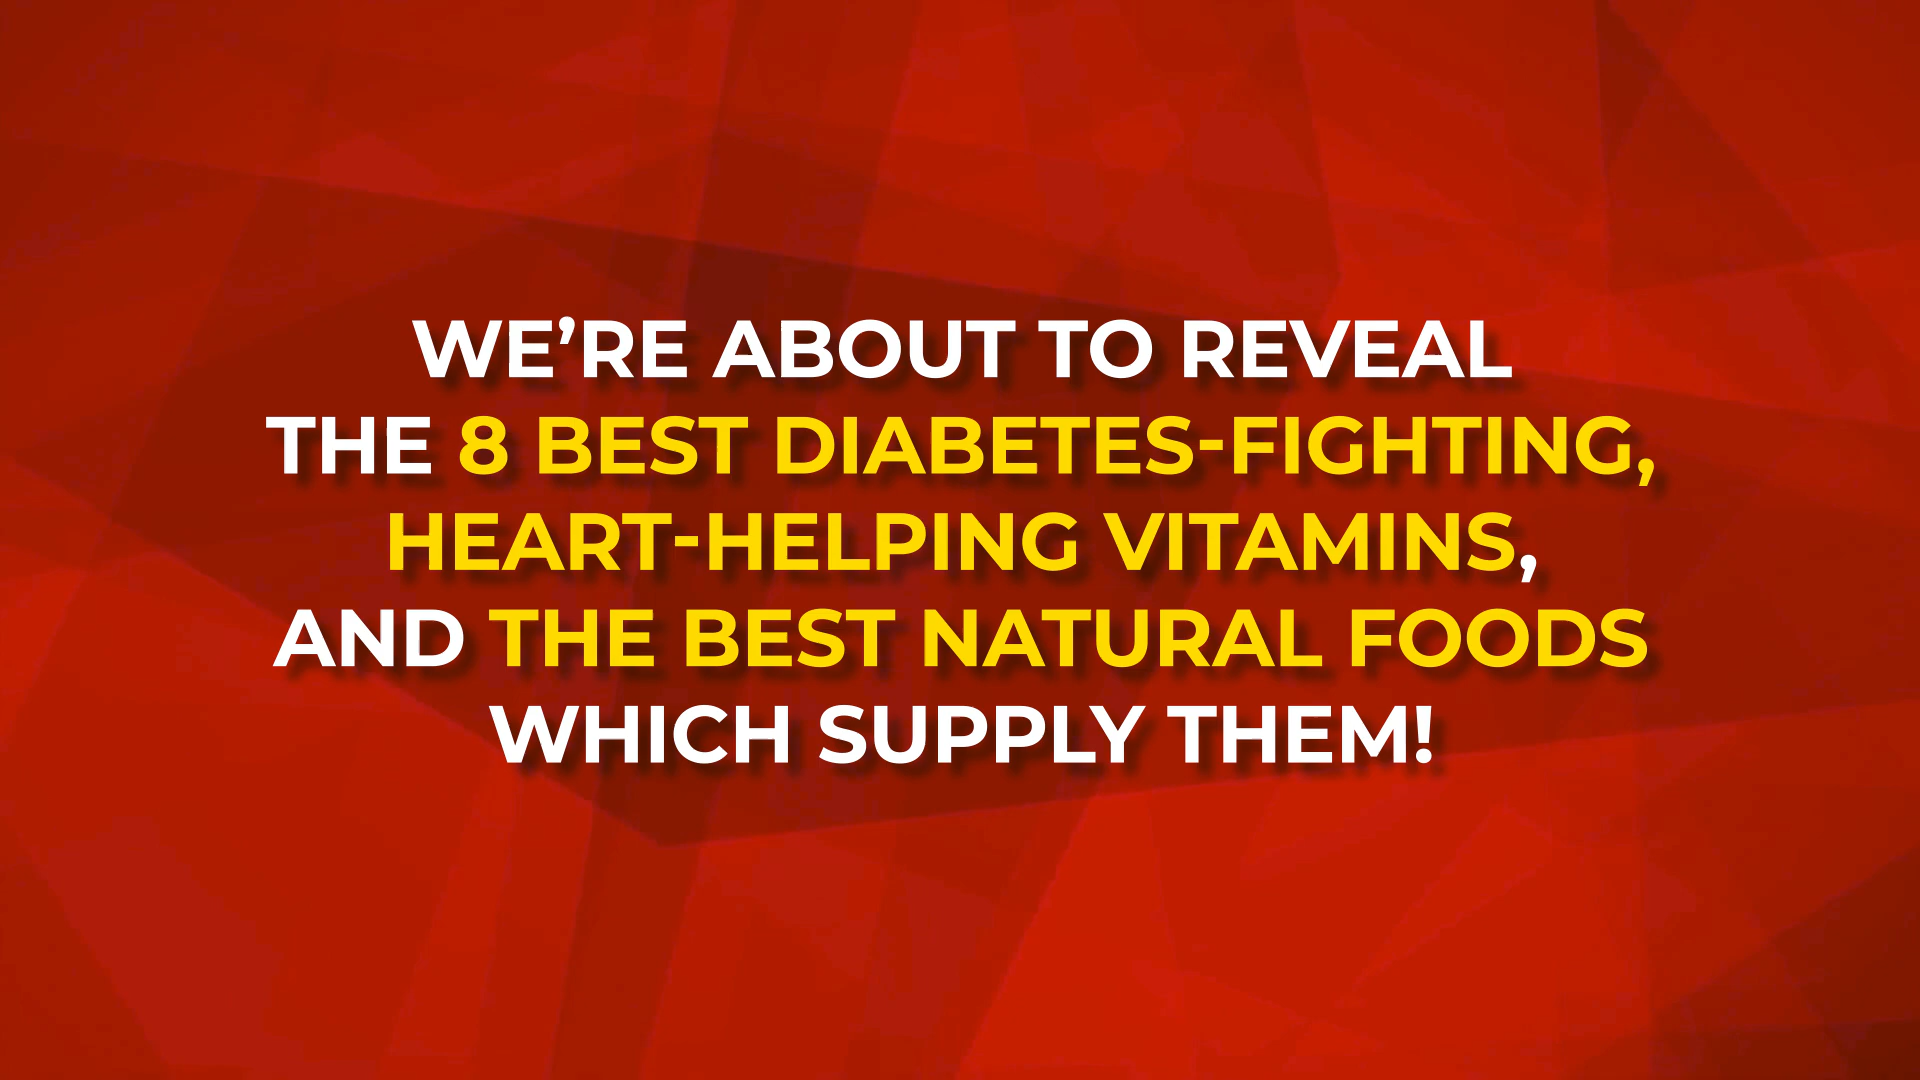 WE’RE ABOUT TO REVEAL
THE 8 BEST DIABETES-FIGHTING,
HEART-HELPING VITAMINS,
AND THE BEST NATURAL FOODS
WHICH SUPPLY THEM!